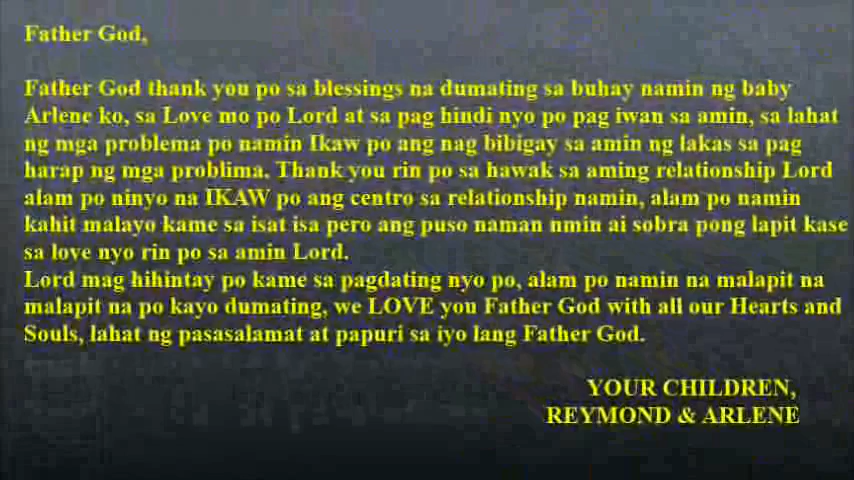 Father God,
Father God thank you po sa blessings na dumating sa buhay namin ng baby
Arlene ko, sa Love mo po Lord at sa pag hindi nyo po pag iwan sa amin, sa lahat
ng mga problema po namin Ikaw po ang nag bibigay sa amin ng lakas sa pag
harap ng mga problima. Thank you rin po sa hawak sa aming relationship Lord
alam po ninyo na IKAW po ang centro sa relationship namin, alam po namin
kahit malayo kame sa isat isa pero ang puso naman nmin ai sobra pong lapit kase
sa love nyo rin po sa amin Lord.
Lord mag hihintay po kame sa pagdating nyo po, alam po namin na malapit na
malapit na po kayo dumating, we LOVE you Father God with all our Hearts and
Souls, lahat ng pasasalamat at papuri sa iyo lang Father God.
YOUR CHILDREN,
REYMOND & ARLENE